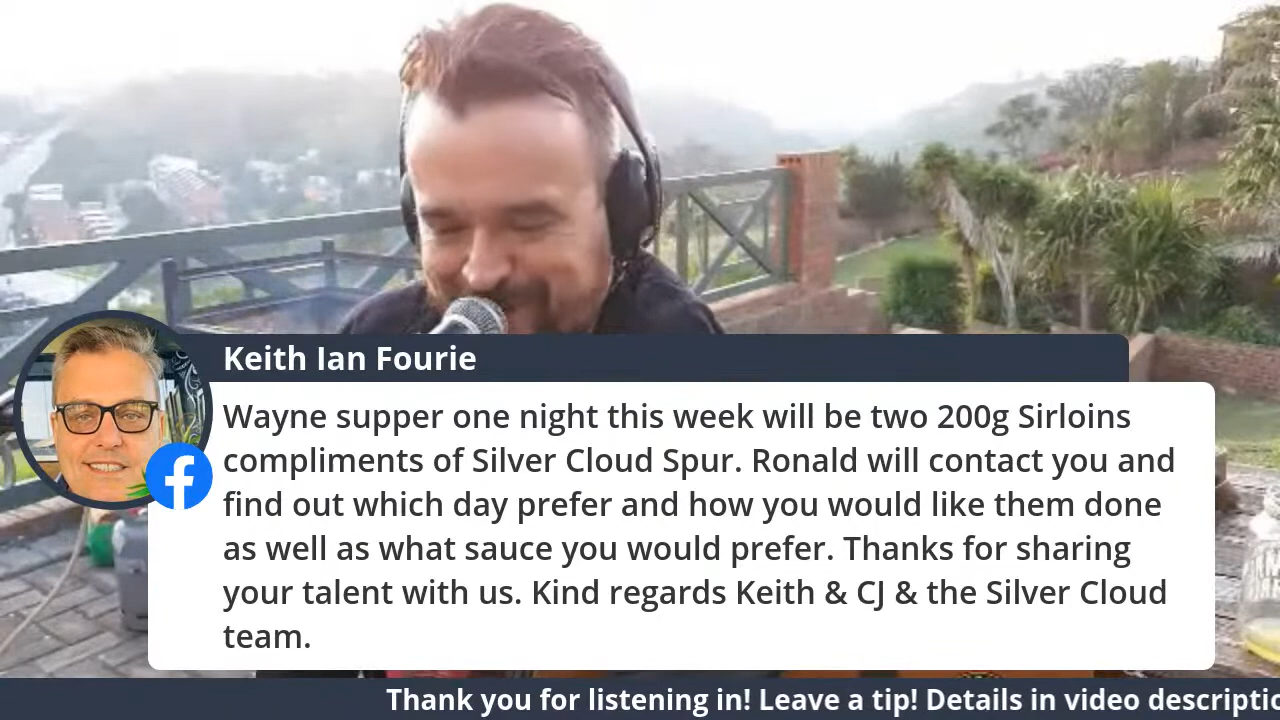 Keith Ian Fourie
Wayne supper one night this week will be two 200g Sirloins
compliments of Silver Cloud Spur. Ronald will contact you and
find out which day prefer and how you would like them done
as well as what sauce you would prefer. Thanks for sharing
your talent with us. Kind regards Keith & CJ & the Silver Cloud
team.
Thank you for listening in! Leave a tip! Details in video descriptio